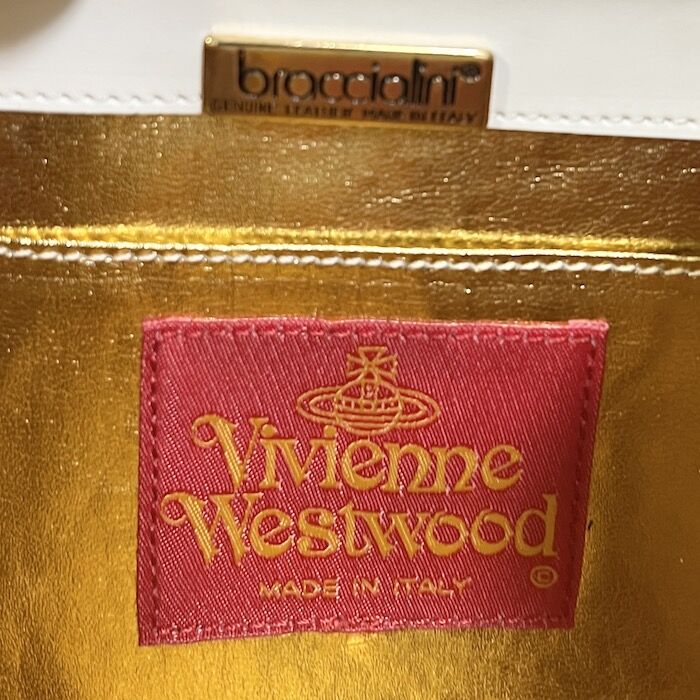 braccialini®
GENUINE LEATHER MADE IN ITALY
Vivienne
Westwood
MADE IN ITALY ©